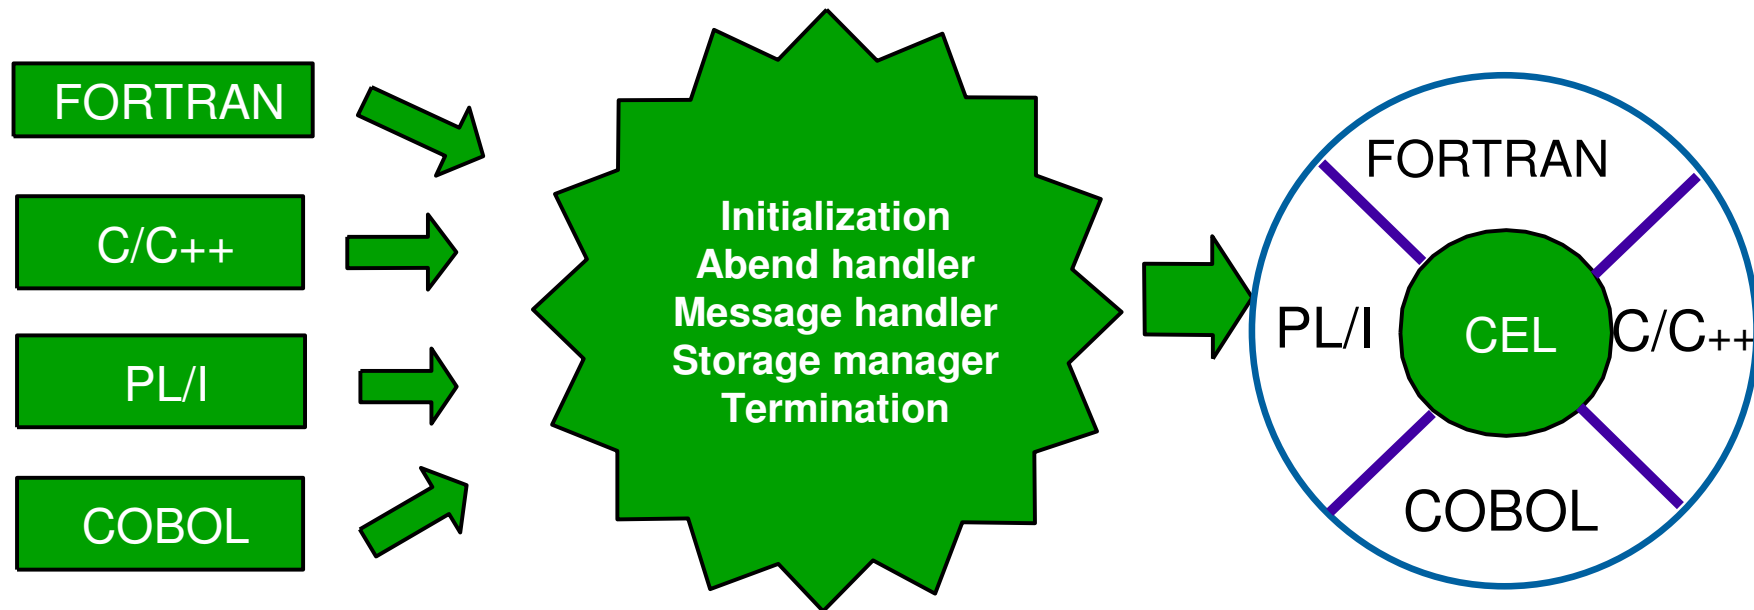 FORTRAN
C/C++
PL/I
COBOL
Initialization
Abend handler
Message handler
Storage manager
Termination
FORTRAN
PL/I
CEL
C/C++
COBOL